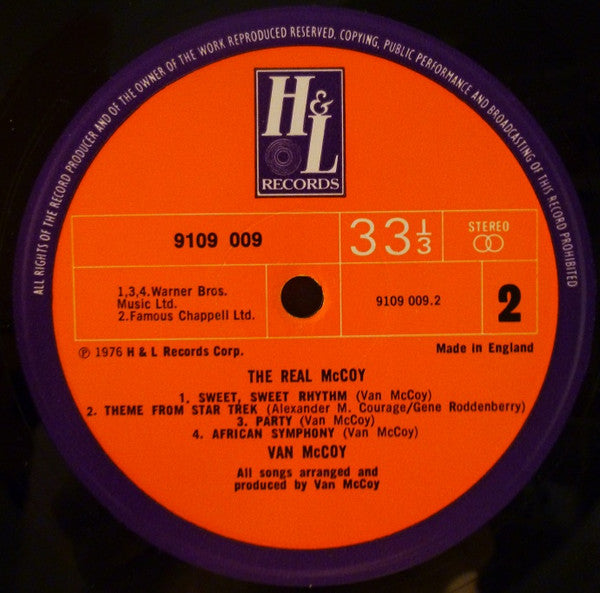 ALL RIGHTS OF THE RECORD PRODUCER AND OF THE OWNER OF THE WORK REPRODUCED RESERVED. COPYING, PUBLIC PERFORMANCE AND BROADCASTING OF THIS RECORD PROHIBITED
H&L
RECORDS
9109 009
33 1/3
STEREO
1,3,4. Warner Bros.
Music Ltd.
2. Famous Chappell Ltd.
9109 009.2
2
℗ 1976 H & L Records Corp.
Made in England
THE REAL McCOY
1. SWEET, SWEET RHYTHM (Van McCoy)
2. THEME FROM STAR TREK (Alexander M. Courage/Gene Roddenberry)
3. PARTY (Van McCoy)
4. AFRICAN SYMPHONY (Van McCoy)
VAN McCOY
All songs arranged and
produced by Van McCoy